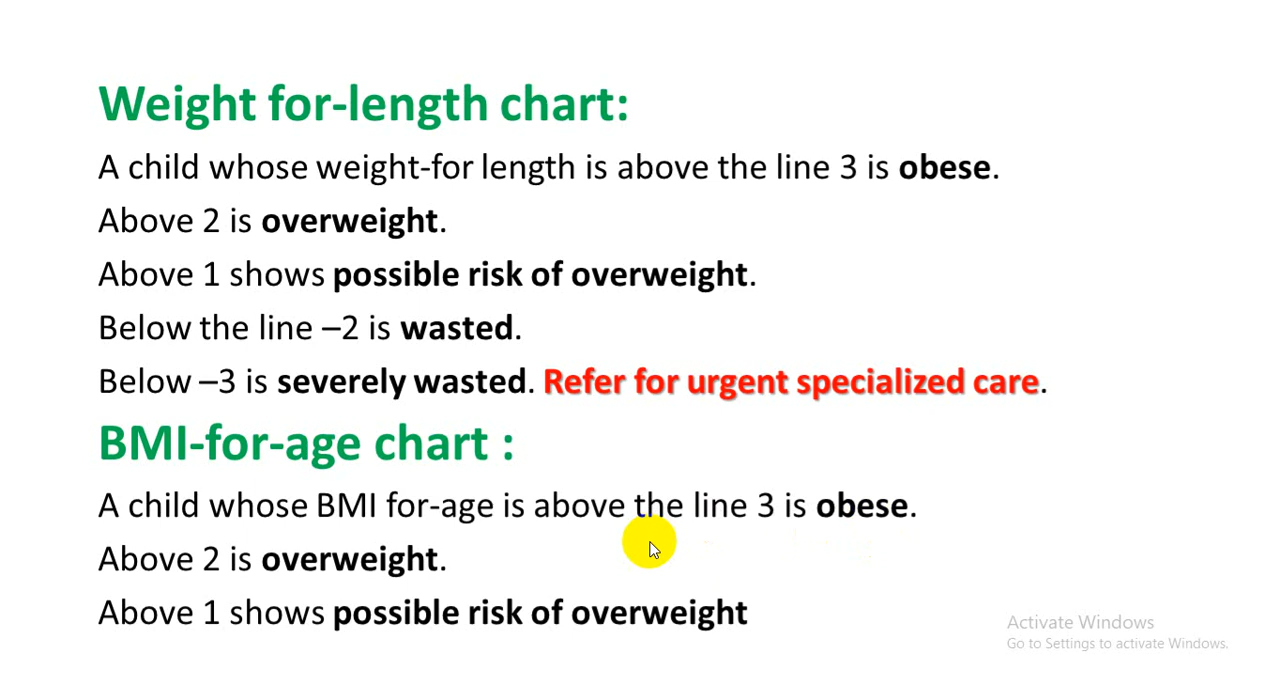 Weight for-length chart:
A child whose weight-for length is above the line 3 is obese.
Above 2 is overweight.
Above 1 shows possible risk of overweight.
Below the line –2 is wasted.
Below –3 is severely wasted. Refer for urgent specialized care.
BMI-for-age chart :
A child whose BMI for-age is above the line 3 is obese.
Above 2 is overweight.
Above 1 shows possible risk of overweight
Activate Windows
Go to Settings to activate Windows.